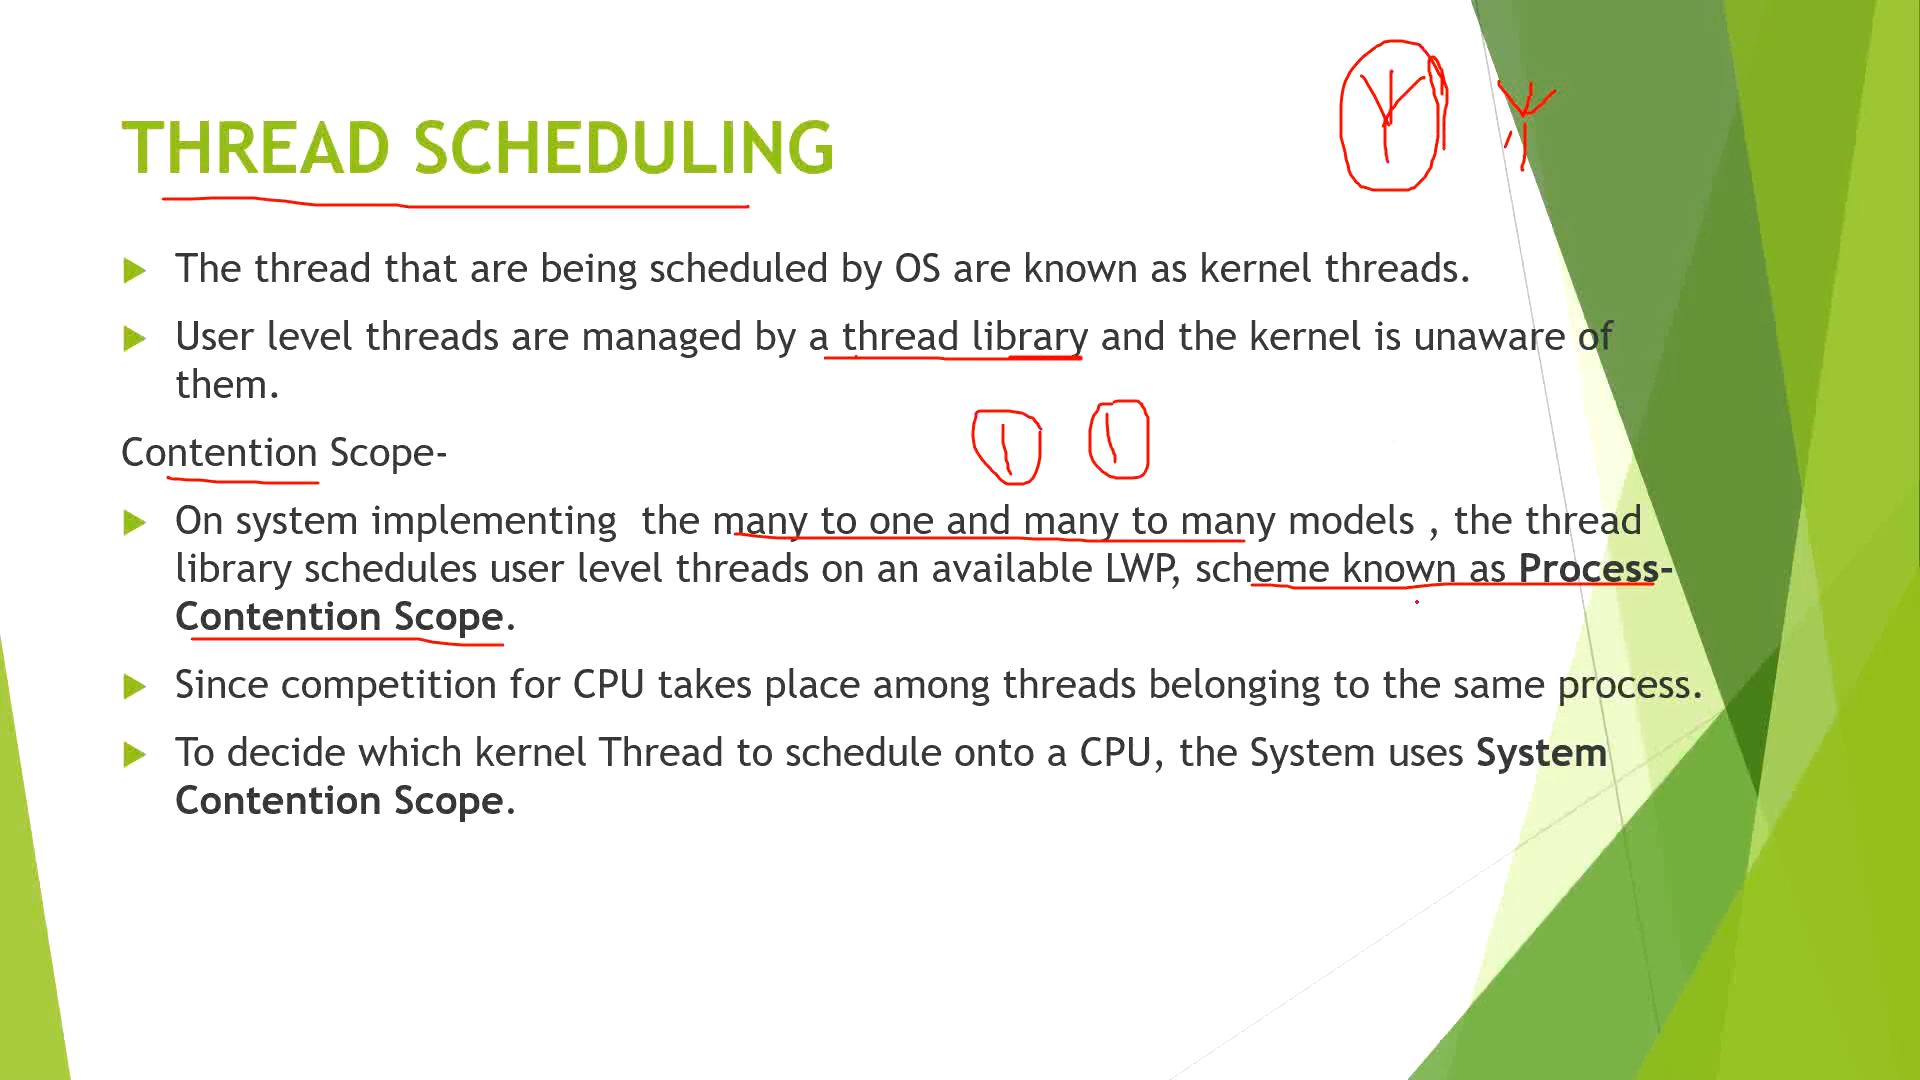 THREAD SCHEDULING
The thread that are being scheduled by OS are known as kernel threads.
User level threads are managed by a thread library and the kernel is unaware of
them.
Contention Scope-
On system implementing the many to one and many to many models , the thread
library schedules user level threads on an available LWP, scheme known as Process-
Contention Scope.
Since competition for CPU takes place among threads belonging to the same process.
To decide which kernel Thread to schedule onto a CPU, the System uses System
Contention Scope.